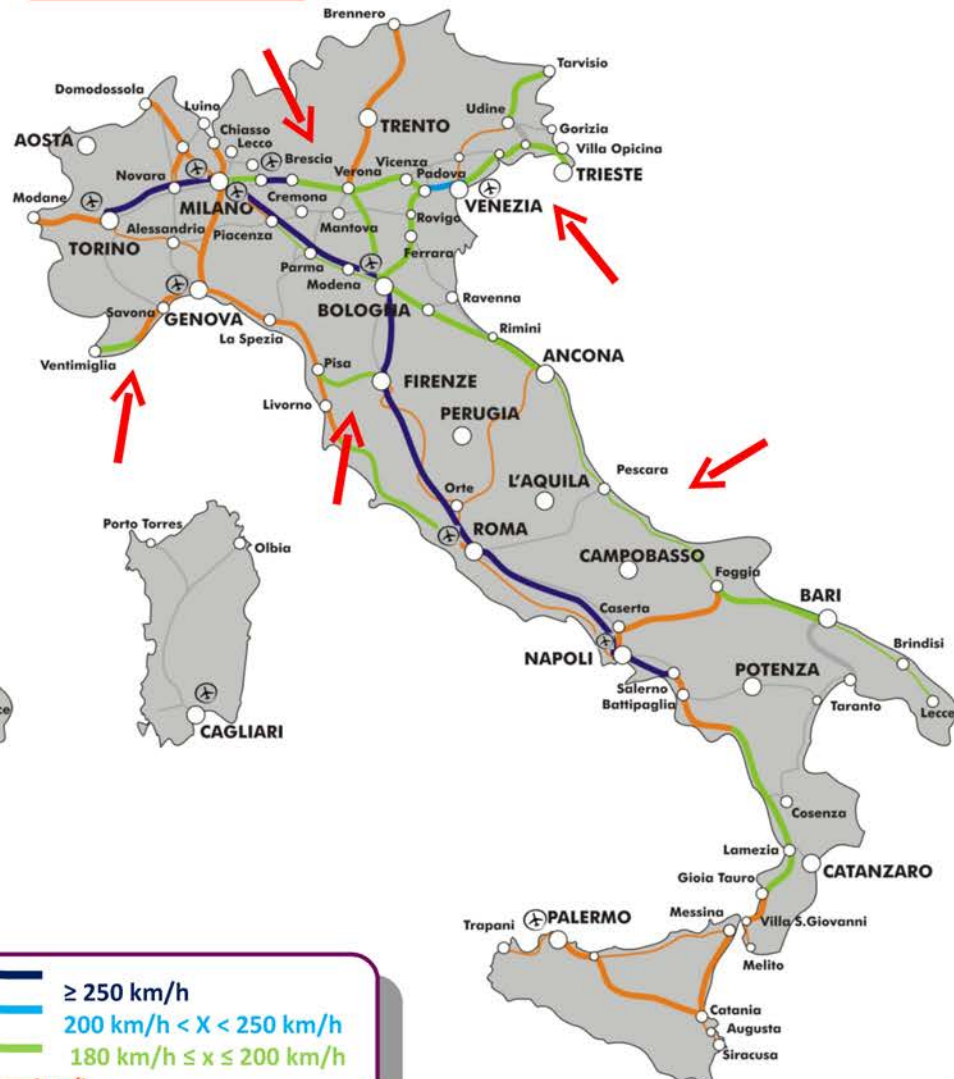 Brennero
Tarvisio
Domodossola
Luino
Udine
TRENTO
Gorizia
AOSTA
Chiasso
Lecco
Villa Opicina
Brescia
Vicenza
TRIESTE
Novara
Verona
Padova
Modane
MILANO
Cremona
VENEZIA
Alessandria
Piacenza
Mantova
Rovigo
TORINO
Parma
Ferrara
Modena
Ravenna
Savona
GENOVA
BOLOGNA
La Spezia
Rimini
Ventimiglia
Pisa
ANCONA
FIRENZE
Livorno
PERUGIA
Pescara
L'AQUILA
Orte
Porto Torres
ROMA
Olbia
CAMPOBASSO
Foggia
BARI
Caserta
Brindisi
NAPOLI
POTENZA
Salerno
Battipaglia
Taranto
Lecce
CAGLIARI
Cosenza
Lamezia
CATANZARO
Gioia Tauro
Messina
PALERMO
Villa S.Giovanni
Trapani
Melito
Catania
Augusta
Siracusa
≥ 250 km/h
200 km/h < X < 250 km/h
180 km/h ≤ x ≤ 200 km/h